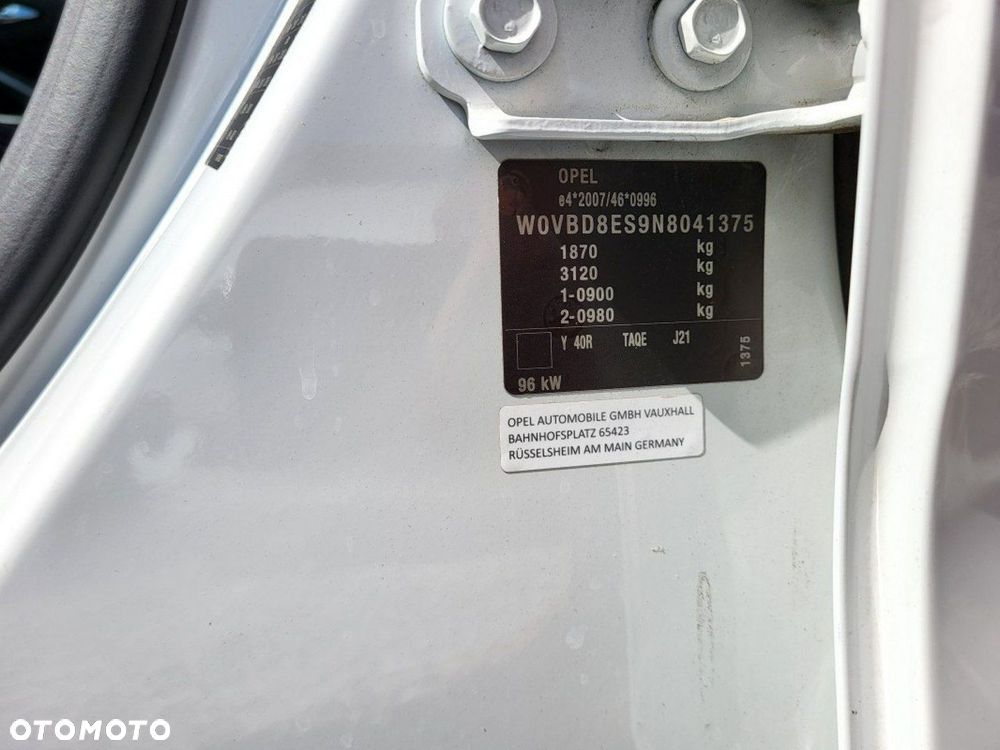 OPEL
e4*2007/46*0996
W0VBD8ES9N8041375
1870 kg
3120 kg
1-0900 kg
2-0980 kg
Y 40R TAQE J21
1375
96 kW
OPEL AUTOMOBILE GMBH VAUXHALL
BAHNHOFSPLATZ 65423
RÜSSELSHEIM AM MAIN GERMANY
OTOMOTO